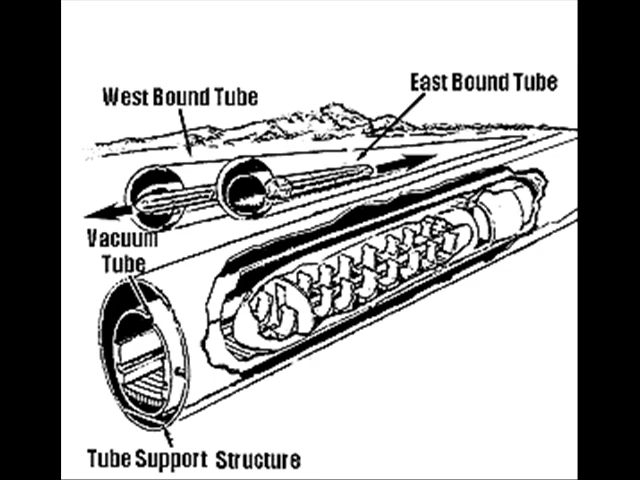 East Bound Tube
West Bound Tube
Vacuum
Tube
Tube Support Structure